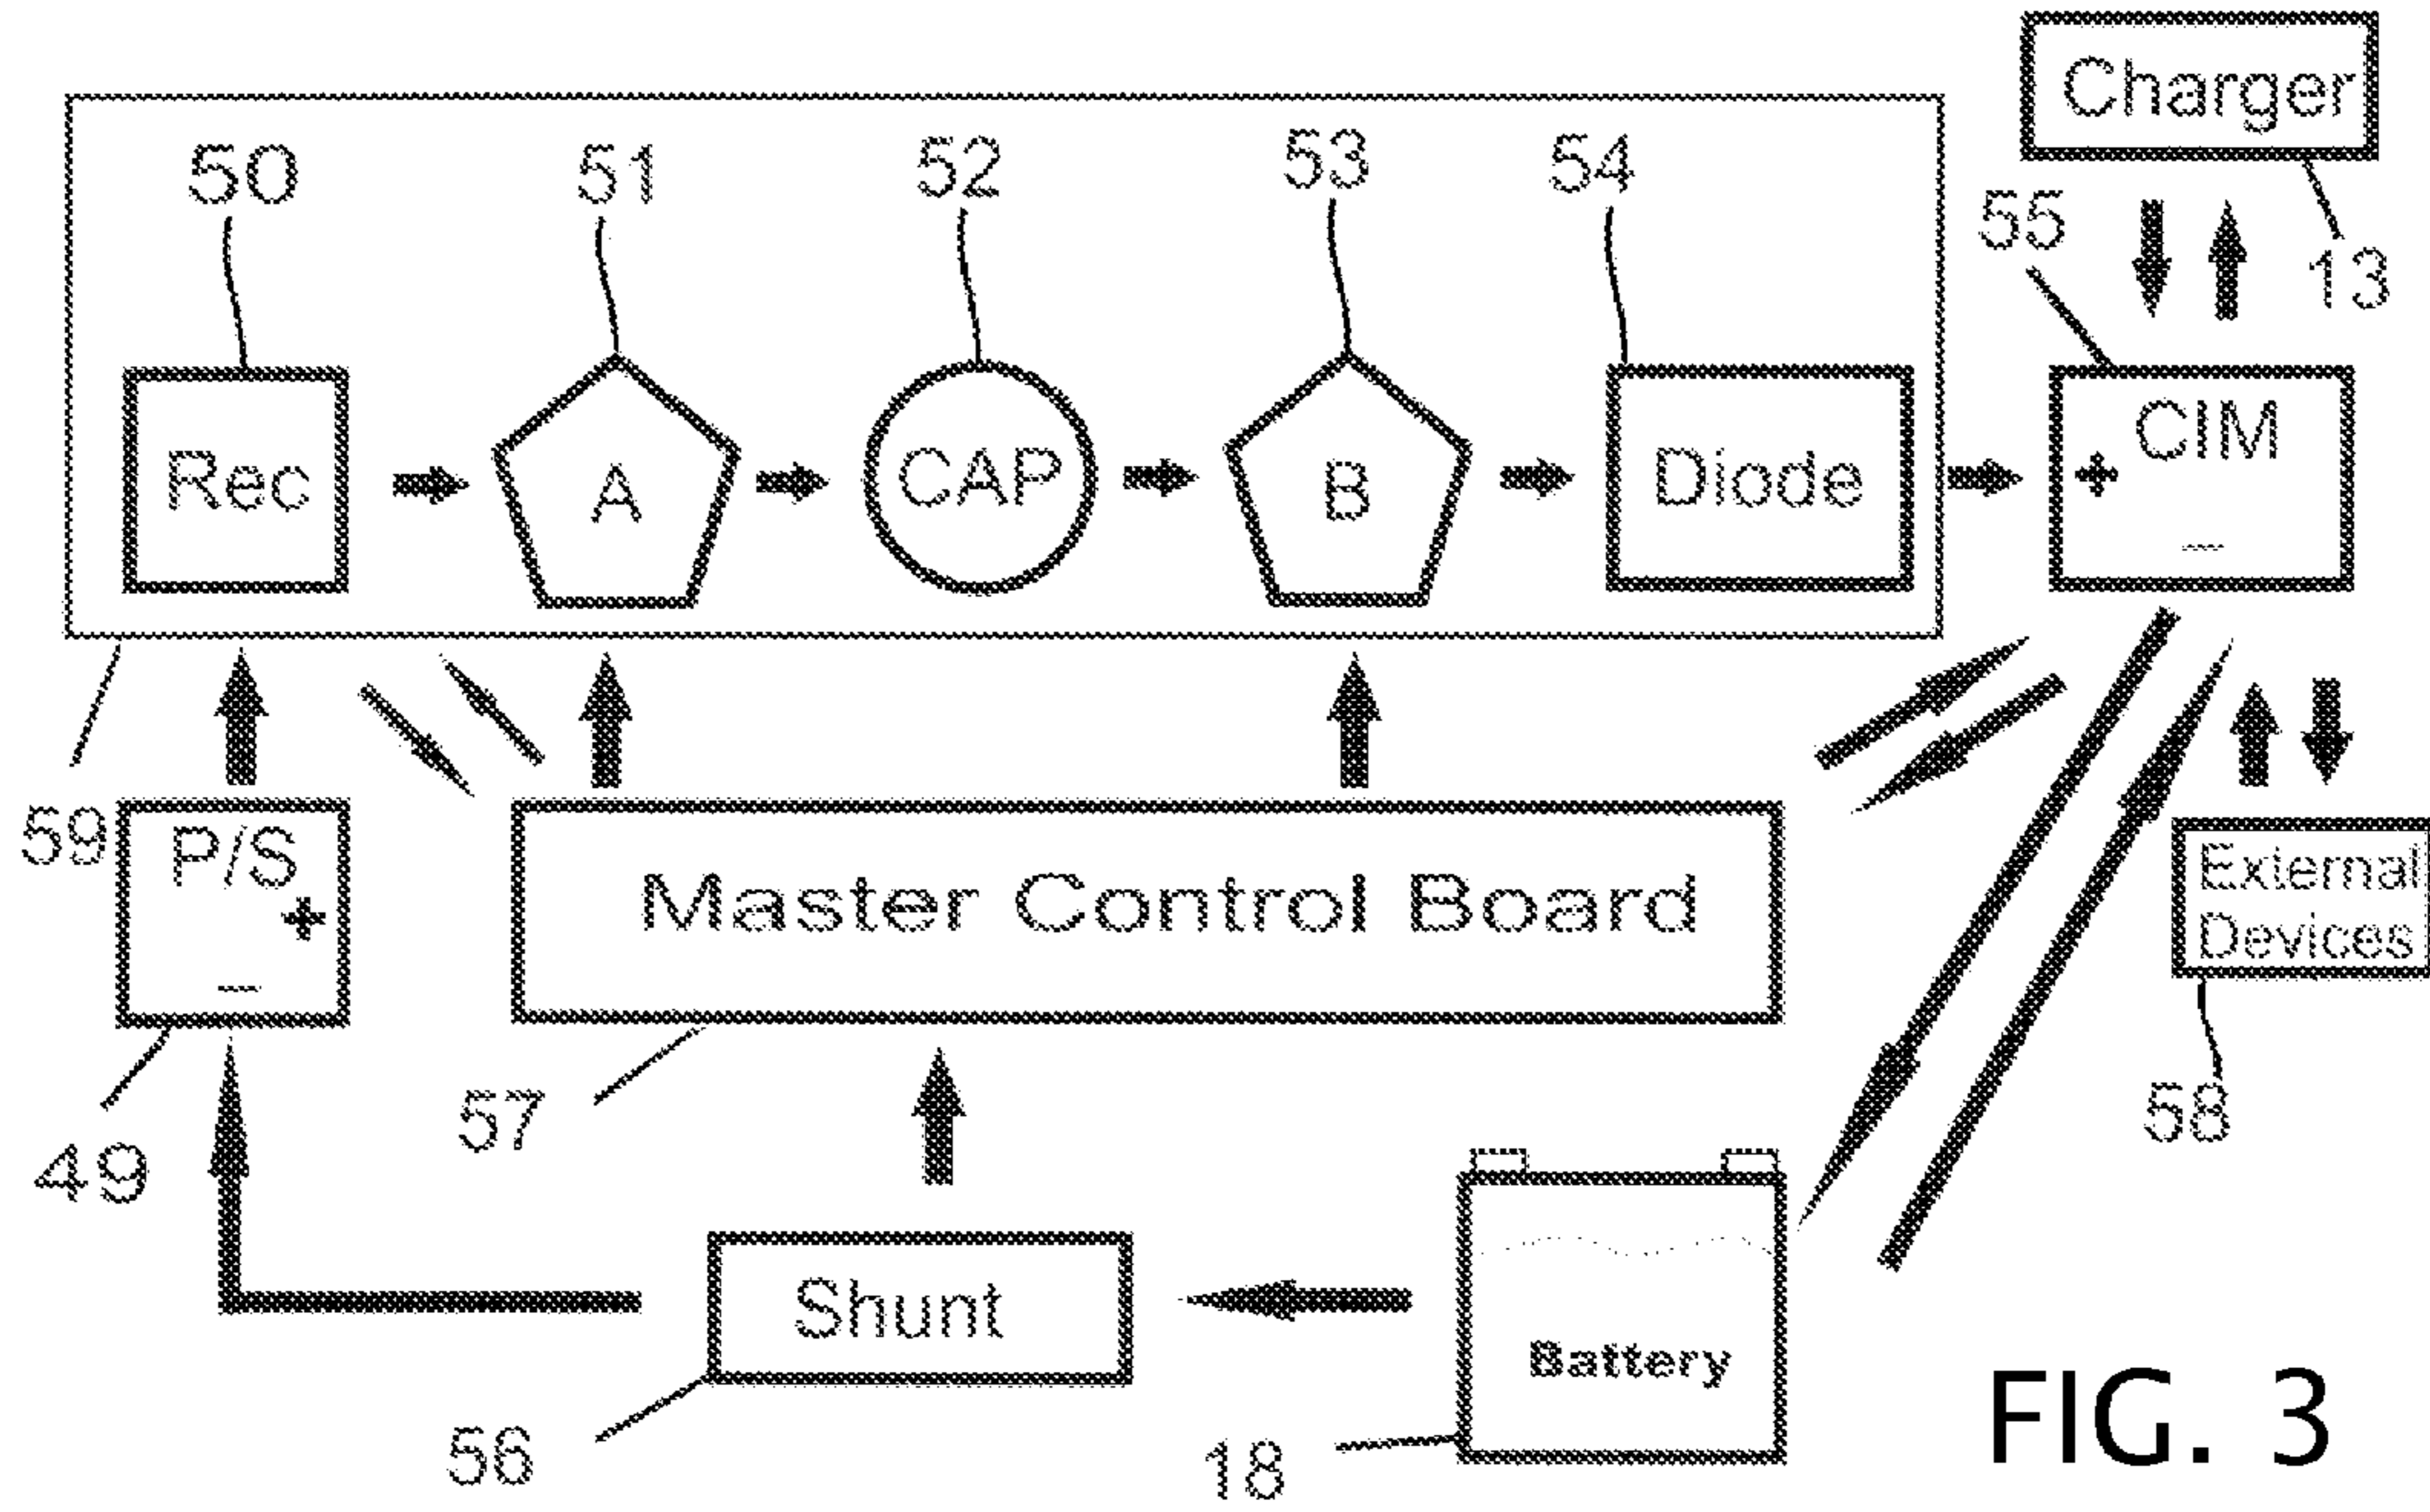 Charger
50
51
52
53
54
55
13
Rec
A
CAP
B
Diode
CIM
+
–
59
P/S
+
–
Master Control Board
External
Devices
49
57
58
Shunt
Battery
56
18
FIG. 3